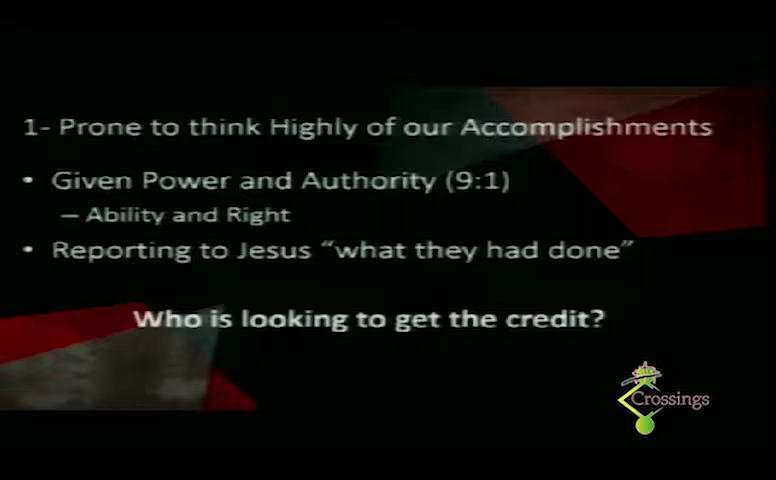 1- Prone to think Highly of our Accomplishments
• Given Power and Authority (9:1)
– Ability and Right
• Reporting to Jesus “what they had done”
Who is looking to get the credit?
Crossings